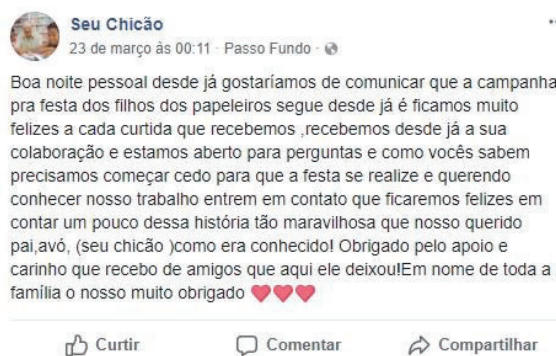 Seu Chicão
23 de março às 00:11 · Passo Fundo ·
Boa noite pessoal desde já gostaríamos de comunicar que a campanha
pra festa dos filhos dos papeleiros segue desde já é ficamos muito
felizes a cada curtida que recebemos ,recebemos desde já a sua
colaboração e estamos aberto para perguntas e como vocês sabem
precisamos começar cedo para que a festa se realize e querendo
conhecer nosso trabalho entrem em contato que ficaremos felizes em
contar um pouco dessa história tão maravilhosa que nosso querido
pai,avó, (seu chicão )como era conhecido! Obrigado pelo apoio e
carinho que recebo de amigos que aqui ele deixou!Em nome de toda a
família o nosso muito obrigado ❤❤❤
Curtir Comentar Compartilhar